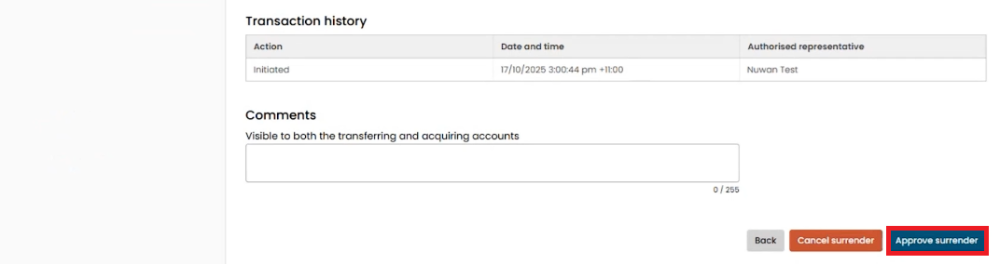 Transaction history
Action Date and time Authorised representative
Initiated 17/10/2025 3:00:44 pm +11:00 Nuwan Test
Comments
Visible to both the transferring and acquiring accounts
0 / 255
Back Cancel surrender Approve surrender